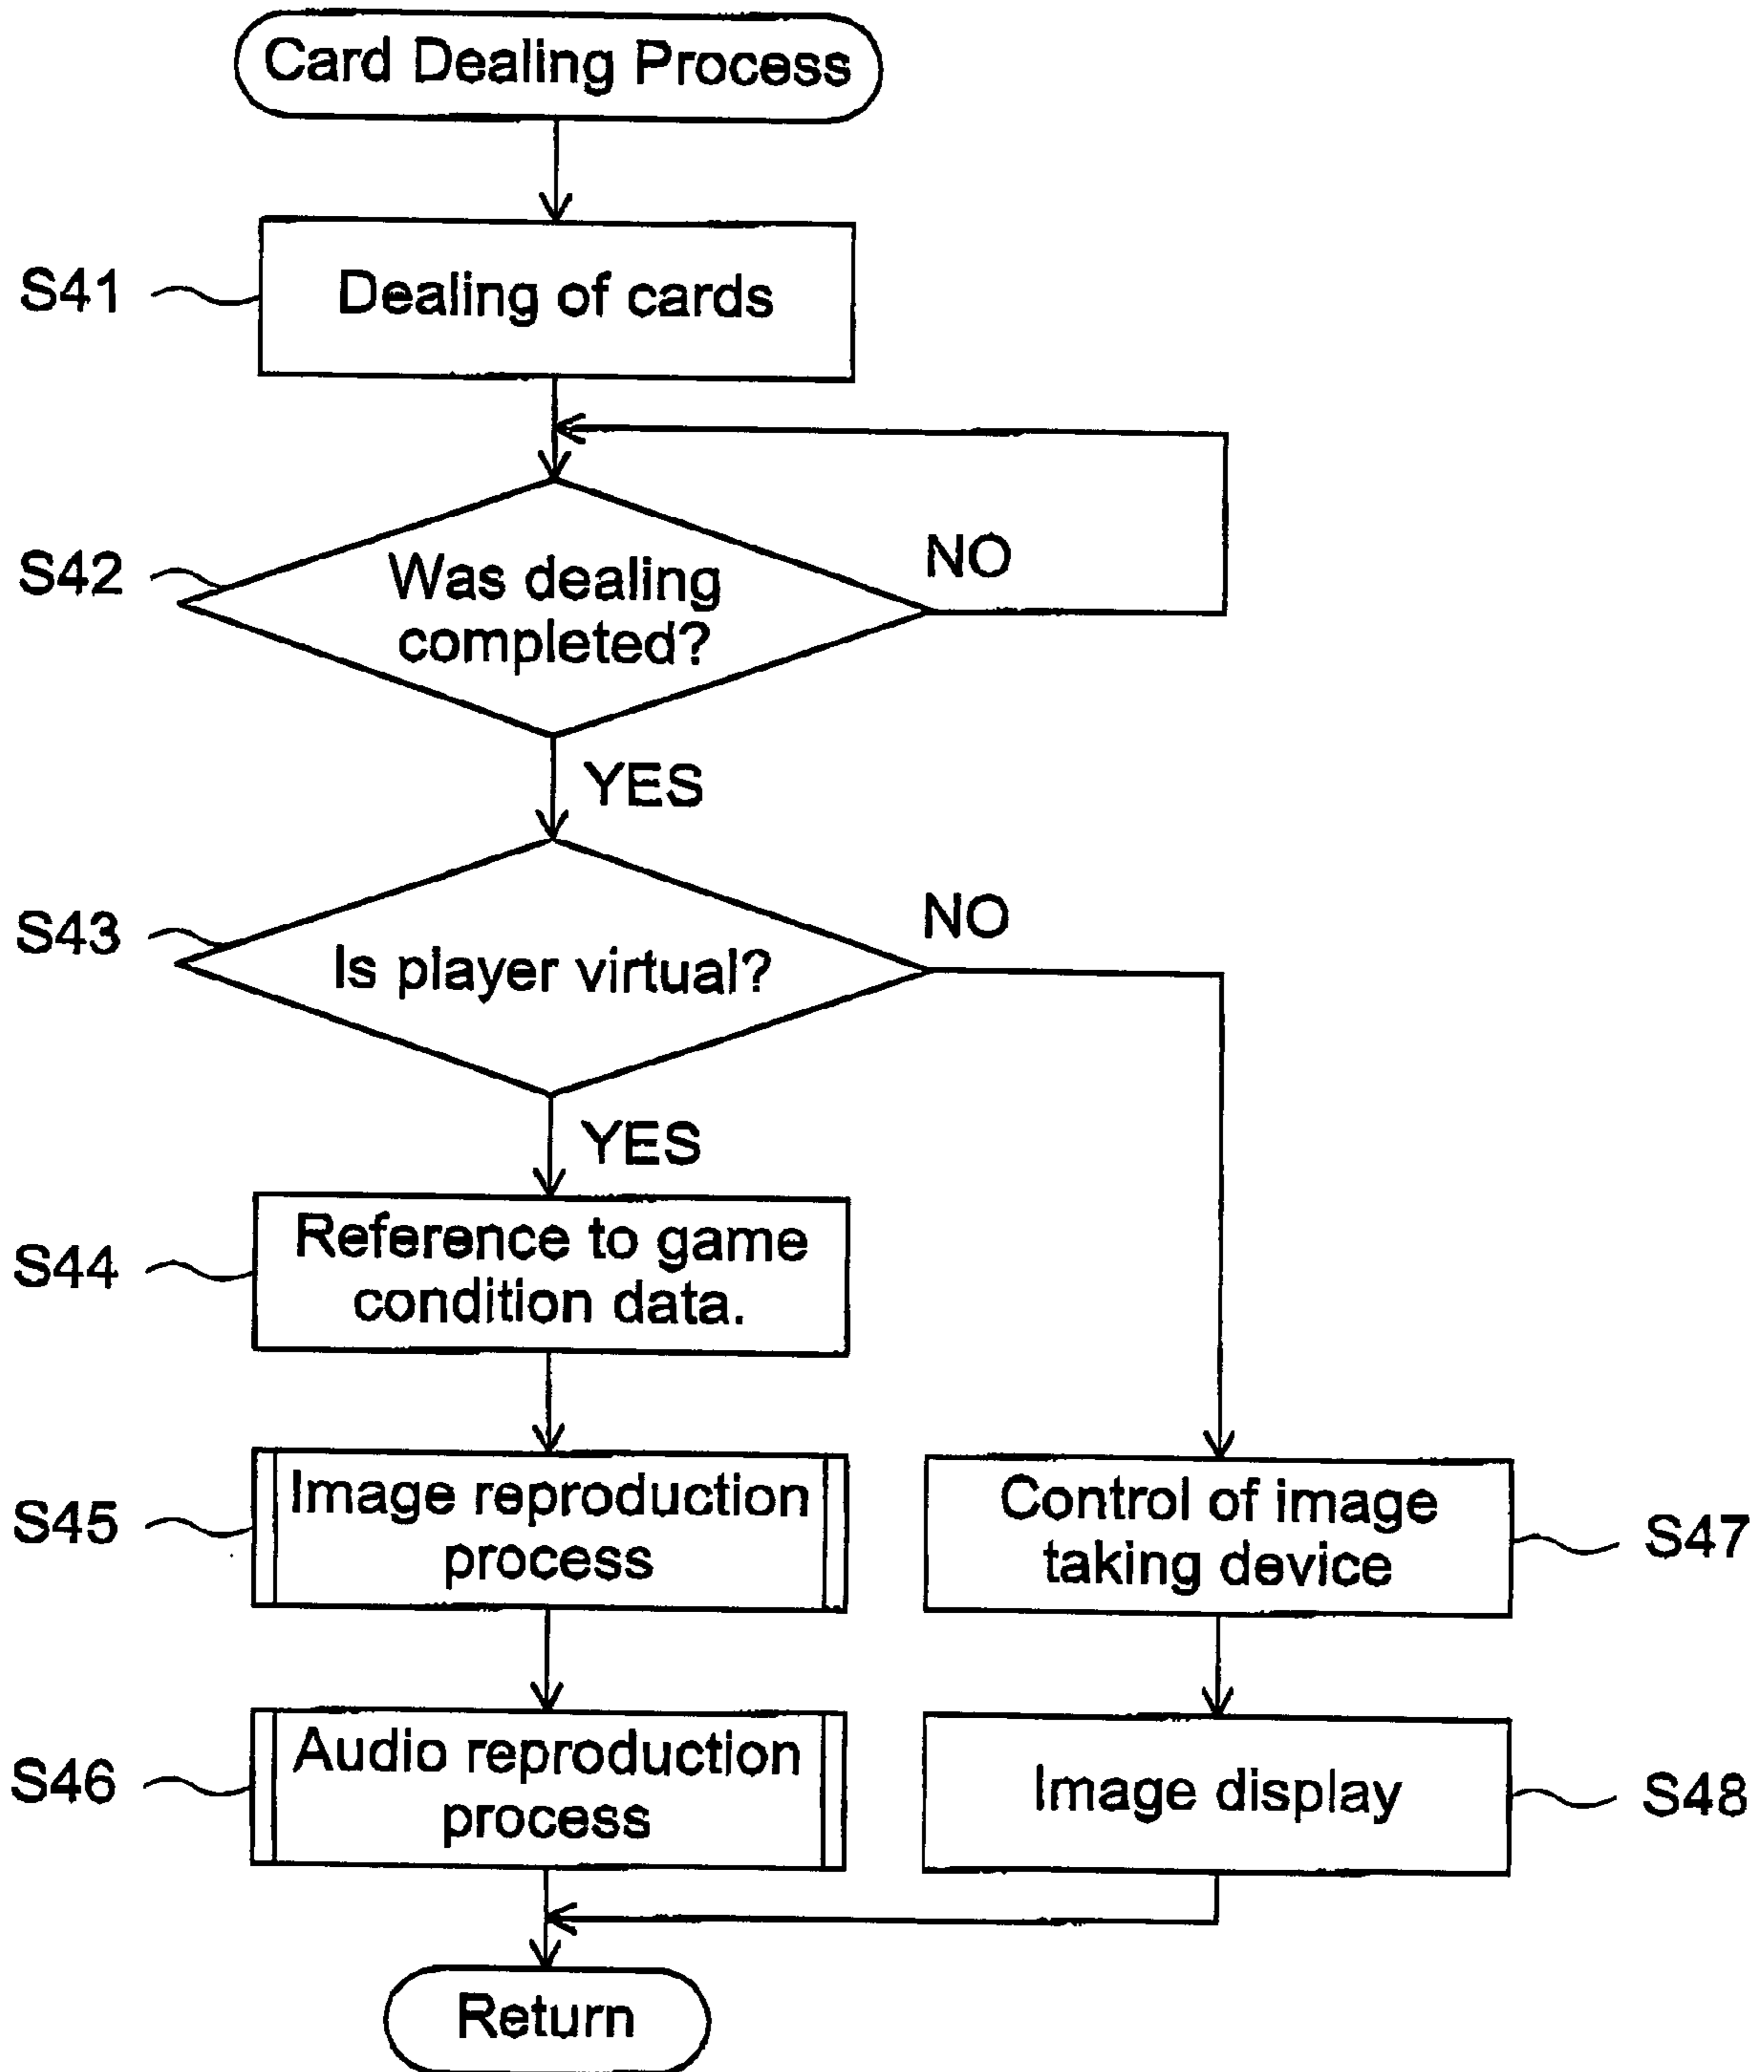 Card Dealing Process
S41
Dealing of cards
S42
Was dealing
completed?
NO
YES
S43
Is player virtual?
NO
YES
S44
Reference to game
condition data.
S45
Image reproduction
process
Control of image
taking device
S47
S46
Audio reproduction
process
Image display
S48
Return